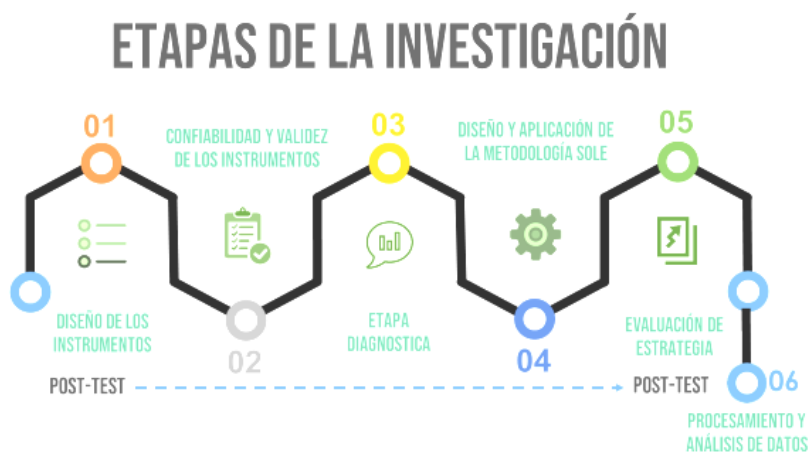 ETAPAS DE LA INVESTIGACIÓN
01
DISEÑO DE LOS
INSTRUMENTOS
CONFIABILIDAD Y VALIDEZ
DE LOS INSTRUMENTOS
02
03
ETAPA
DIAGNOSTICA
DISEÑO Y APLICACIÓN DE
LA METODOLOGÍA SOLE
04
05
EVALUACIÓN DE
ESTRATEGIA
POST-TEST
POST-TEST
06
PROCESAMIENTO Y
ANÁLISIS DE DATOS